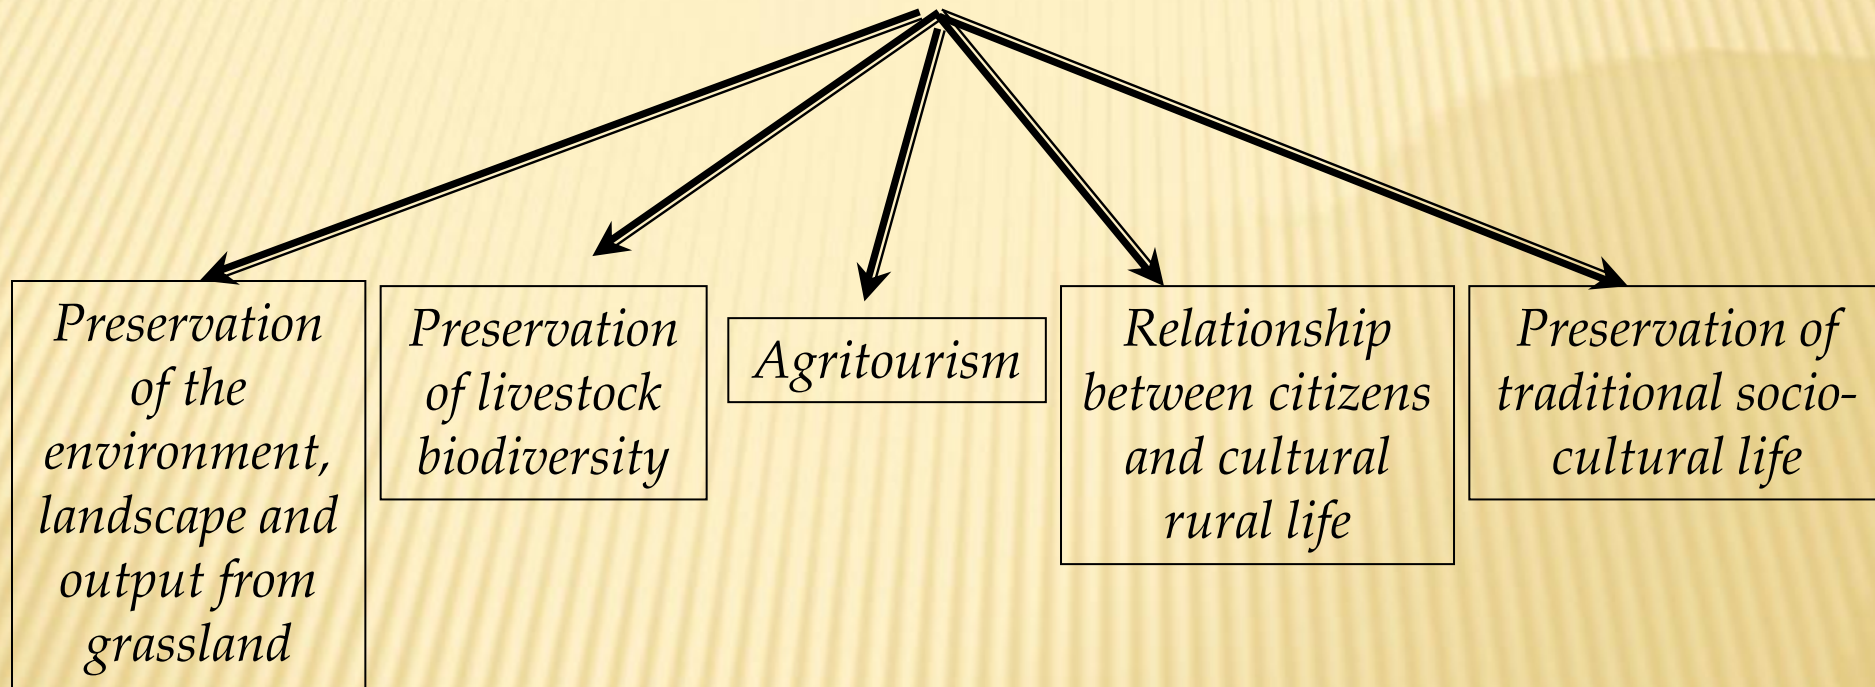 Preservation
of the
environment,
landscape and
output from
grassland
Preservation
of livestock
biodiversity
Agritourism
Relationship
between citizens
and cultural
rural life
Preservation of
traditional socio-
cultural life